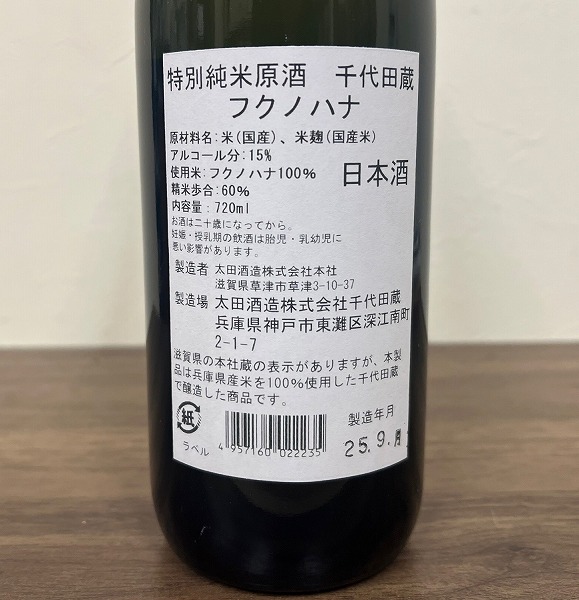 特別純米原酒　千代田蔵
フクノハナ
原材料名：米（国産）、米麹（国産米）
アルコール分：15%
使用米：フクノハナ100%
精米歩合：60%
日本酒
内容量：720ml
お酒は二十歳になってから。
妊娠・授乳期の飲酒は胎児・乳幼児に
悪い影響があります。
製造者　太田酒造株式会社本社
滋賀県草津市草津3-10-37
製造場　太田酒造株式会社千代田蔵
兵庫県神戸市東灘区深江南町
2-1-7
滋賀県の本社蔵の表示がありますが、本製
品は兵庫県産米を100%使用した千代田蔵
で醸造した商品です。
紙
ラベル
4 957160 022235
製造年月
25.9.月